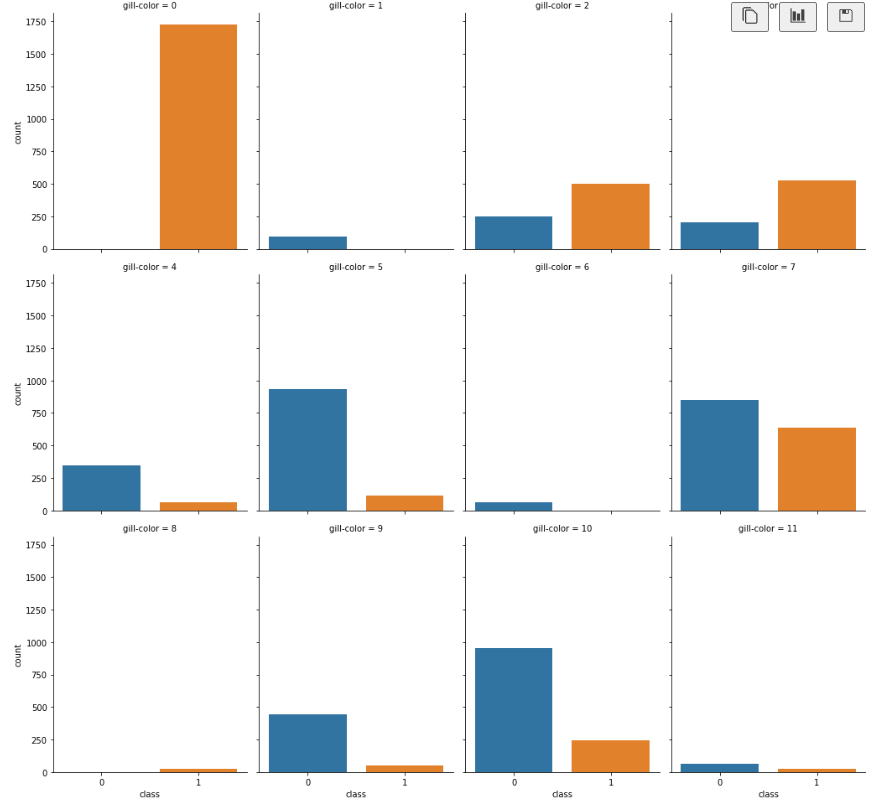 gill-color = 0
gill-color = 1
gill-color = 2
or
1750
1500
1250
1000
750
500
250
0
count
gill-color = 4
gill-color = 5
gill-color = 6
gill-color = 7
1750
1500
1250
1000
750
500
250
0
count
gill-color = 8
gill-color = 9
gill-color = 10
gill-color = 11
1750
1500
1250
1000
750
500
250
0
count
0 1
0 1
0 1
0 1
class
class
class
class